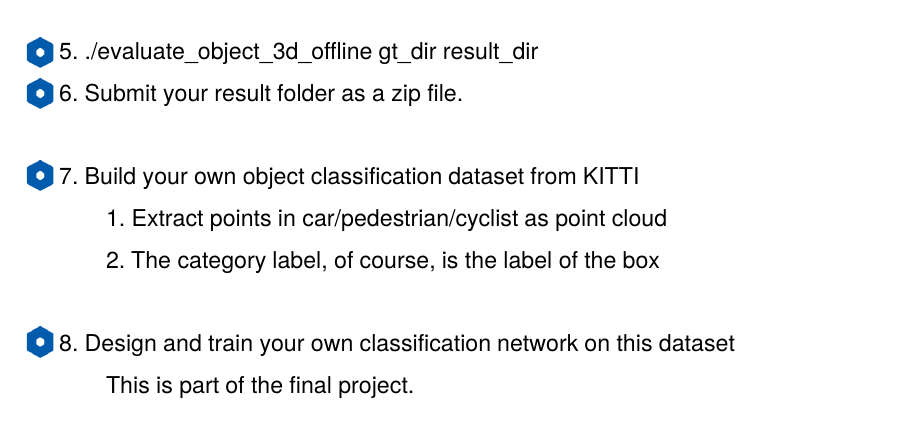 5. ./evaluate_object_3d_offline gt_dir result_dir
6. Submit your result folder as a zip file.
7. Build your own object classification dataset from KITTI
1. Extract points in car/pedestrian/cyclist as point cloud
2. The category label, of course, is the label of the box
8. Design and train your own classification network on this dataset
This is part of the final project.